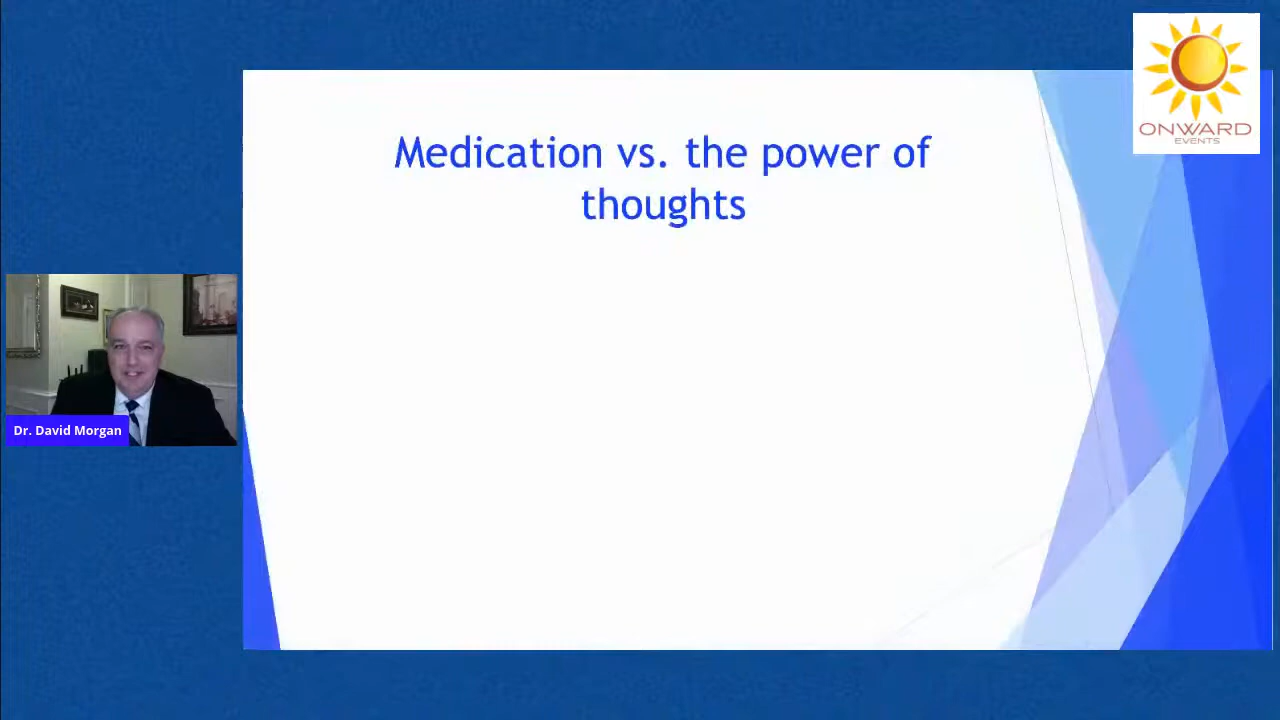 ONWARD
EVENTS
Medication vs. the power of
thoughts
Dr. David Morgan